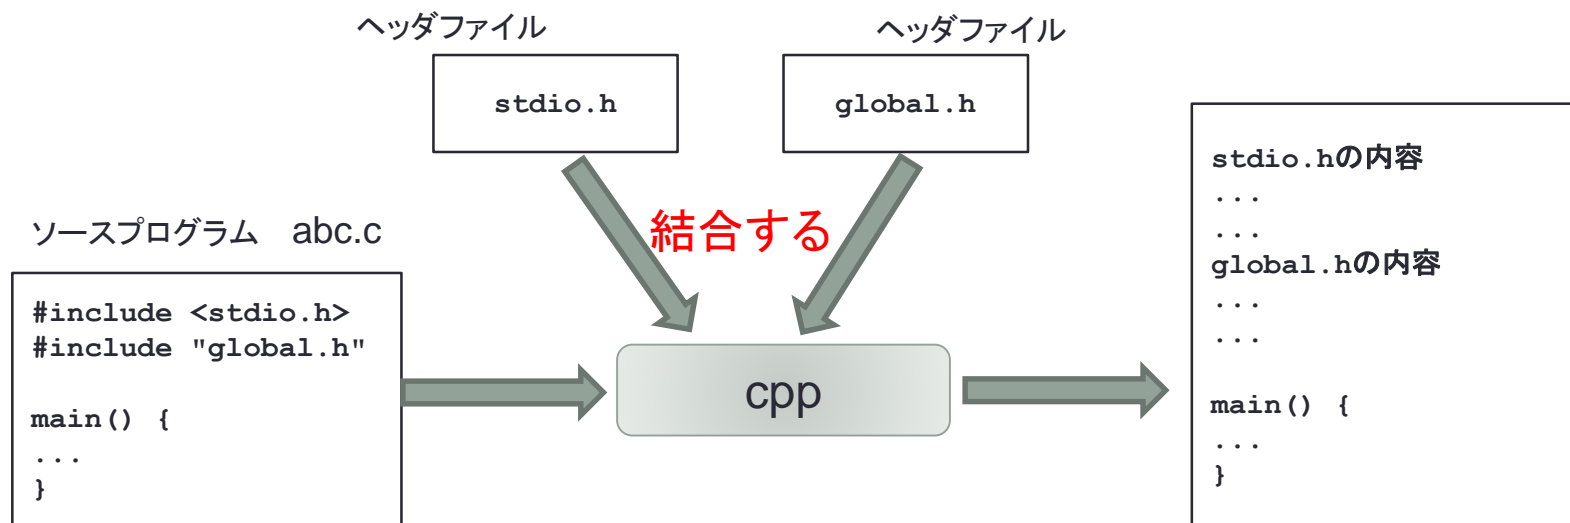 ヘッダファイル
ヘッダファイル
stdio.h
global.h
結合する
ソースプログラム　abc.c
#include <stdio.h>
#include "global.h"
main() {
...
}
cpp
stdio.hの内容
...
...
global.hの内容
...
...
main() {
...
}